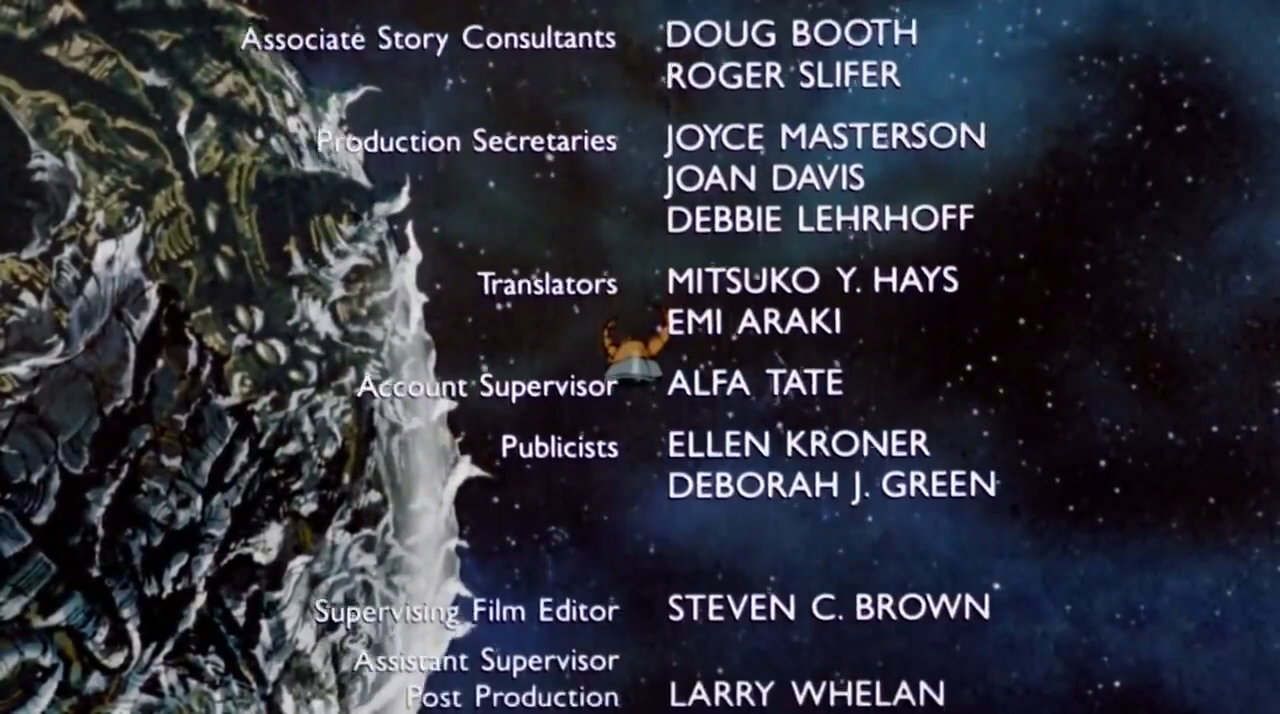 Associate Story Consultants DOUG BOOTH
ROGER SLIFER
Production Secretaries JOYCE MASTERSON
JOAN DAVIS
DEBBIE LEHRHOFF
Translators MITSUKO Y. HAYS
EMI ARAKI
Account Supervisor ALFA TATE
Publicists ELLEN KRONER
DEBORAH J. GREEN
Supervising Film Editor STEVEN C. BROWN
Assistant Supervisor
Post Production LARRY WHELAN